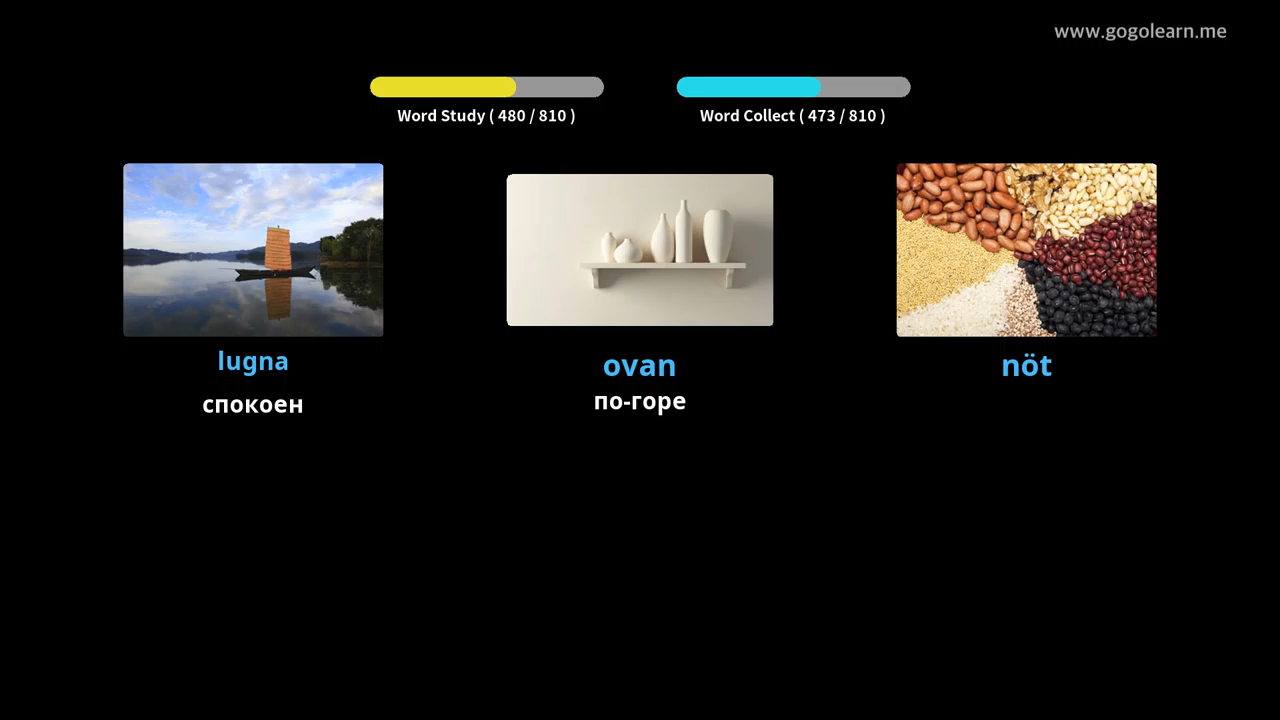 www.gogolearn.me
Word Study ( 480 / 810 )
Word Collect ( 473 / 810 )
lugna
спокоен
ovan
по-горе
nöt